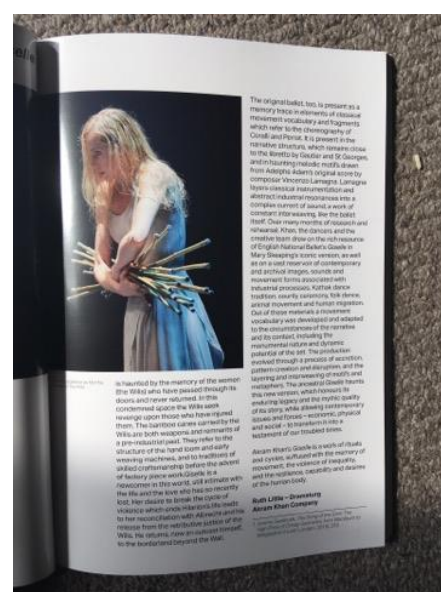 The original ballet, too, is present as a
memory trace in elements of classical
movement vocabulary and fragments
which refer to the choreography of
Coralli and Perrot. It is present in the
narrative structure, which remains close
to the libretto by Gautier and St Georges,
and in haunting melodic motifs drawn
from Adolphe Adam's original score by
composer Vincenzo Lamagna. Lamagna
layers classical instrumentation and
abstract industrial resonances into a
complex current of sound, a work of
constant interweaving, like the ballet
itself. Over many months of research and
rehearsal, Khan, the dancers and the
creative team drew on the rich resource
of English National Ballet's Giselle in
Mary Skeaping's iconic version, as well
as on a vast reservoir of contemporary
and archival images, sounds and
movement forms associated with
industrial processes, Kathak dance
tradition, courtly ceremony, folk dance,
animal movement and human migration.
Out of these materials a movement
vocabulary was developed and adapted
to the circumstances of the narrative
and its context, including the
monumental nature and dynamic
potential of the set. The production
evolved through a process of accretion,
pattern creation and disruption, and the
layering and interweaving of motifs and
metaphors. The ancestral Giselle haunts
this new version, which honours its
enduring legacy and the mythic quality
of its story, while allowing contemporary
issues and forces – economic, physical
and social – to transform it into a
testament of our troubled times.
Akram Khan's Giselle is a work of rituals
and cycles, suffused with the memory of
movement, the violence of inequality,
and the resilience, capability and desires
of the human body.
Ruth Little – Dramaturg
Akram Khan Company
is haunted by the memory of the women
(the Wilis) who have passed through its
doors and never returned. In this
condemned space the Wilis seek
revenge upon those who have injured
them. The bamboo canes carried by the
Wilis are both weapons and remnants of
a pre-industrial past. They refer to the
structure of the hand loom and early
weaving machines, and to traditions of
skilled craftsmanship before the advent
of factory piece work. Giselle is a
newcomer in this world, still intimate with
the life and the love she has so recently
lost. Her desire to break the cycle of
violence which ends Hilarion's life leads
to her reconciliation with Albrecht and his
release from the retributive justice of the
Wilis. He returns, now an outcast himself,
to the borderland beyond the Wall.